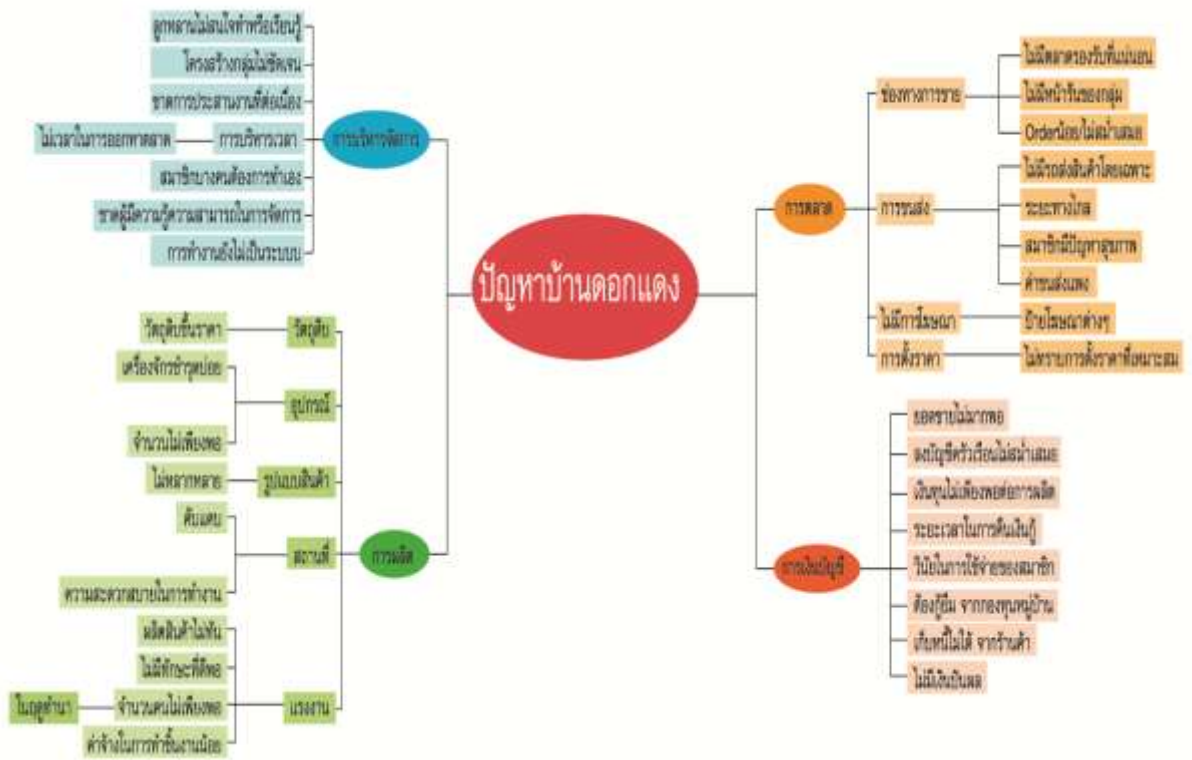 ปัญหาบ้านดอกแดง
การบริหารจัดการ
ลูกหลานไม่สนใจทำหรือเรียนรู้
โครงสร้างกลุ่มไม่ชัดเจน
ขาดการประสานงานที่ต่อเนื่อง
การบริหารเวลา
ไม่เวลาในการออกหาตลาด
สมาชิกบางคนต้องการทำเอง
ขาดผู้มีความรู้ความสามารถในการจัดการ
การทำงานยังไม่เป็นระบบบ
การผลิต
วัตถุดิบ
วัตถุดิบขึ้นราคา
อุปกรณ์
เครื่องจักรชำรุดบ่อย
จำนวนไม่เพียงพอ
รูปแบบสินค้า
ไม่หลากหลาย
สถานที่
คับแคบ
ความสะดวกสบายในการทำงาน
แรงงาน
ผลิตสินค้าไม่ทัน
ไม่มีทักษะที่ดีพอ
จำนวนคนไม่เพียงพอ
ในฤดูทำนา
ค่าจ้างในการทำชิ้นงานน้อย
การตลาด
ช่องทางการขาย
ไม่มีตลาดรองรับที่แน่นอน
ไม่มีหน้าร้านของกลุ่ม
Orderน้อย/ไม่สม่ำเสมอ
การขนส่ง
ไม่มีรถส่งสินค้าโดยเฉพาะ
ระยะทางไกล
สมาชิกมีปัญหาสุขภาพ
ค่าขนส่งแพง
ไม่มีการโฆษณา
ป้ายโฆษณาต่างๆ
การตั้งราคา
ไม่ทราบการตั้งราคาที่เหมาะสม
การเงินบัญชี
ยอดขายไม่มากพอ
ลงบัญชีครัวเรือนไม่สม่ำเสมอ
เงินทุนไม่เพียงพอต่อการผลิต
ระยะเวลาในการคืนเงินกู้
วินัยในการใช้จ่ายของสมาชิก
ต้องกู้ยืม จากกองทุนหมู่บ้าน
เก็บหนี้ไม่ได้ จากร้านค้า
ไม่มีเงินปันผล